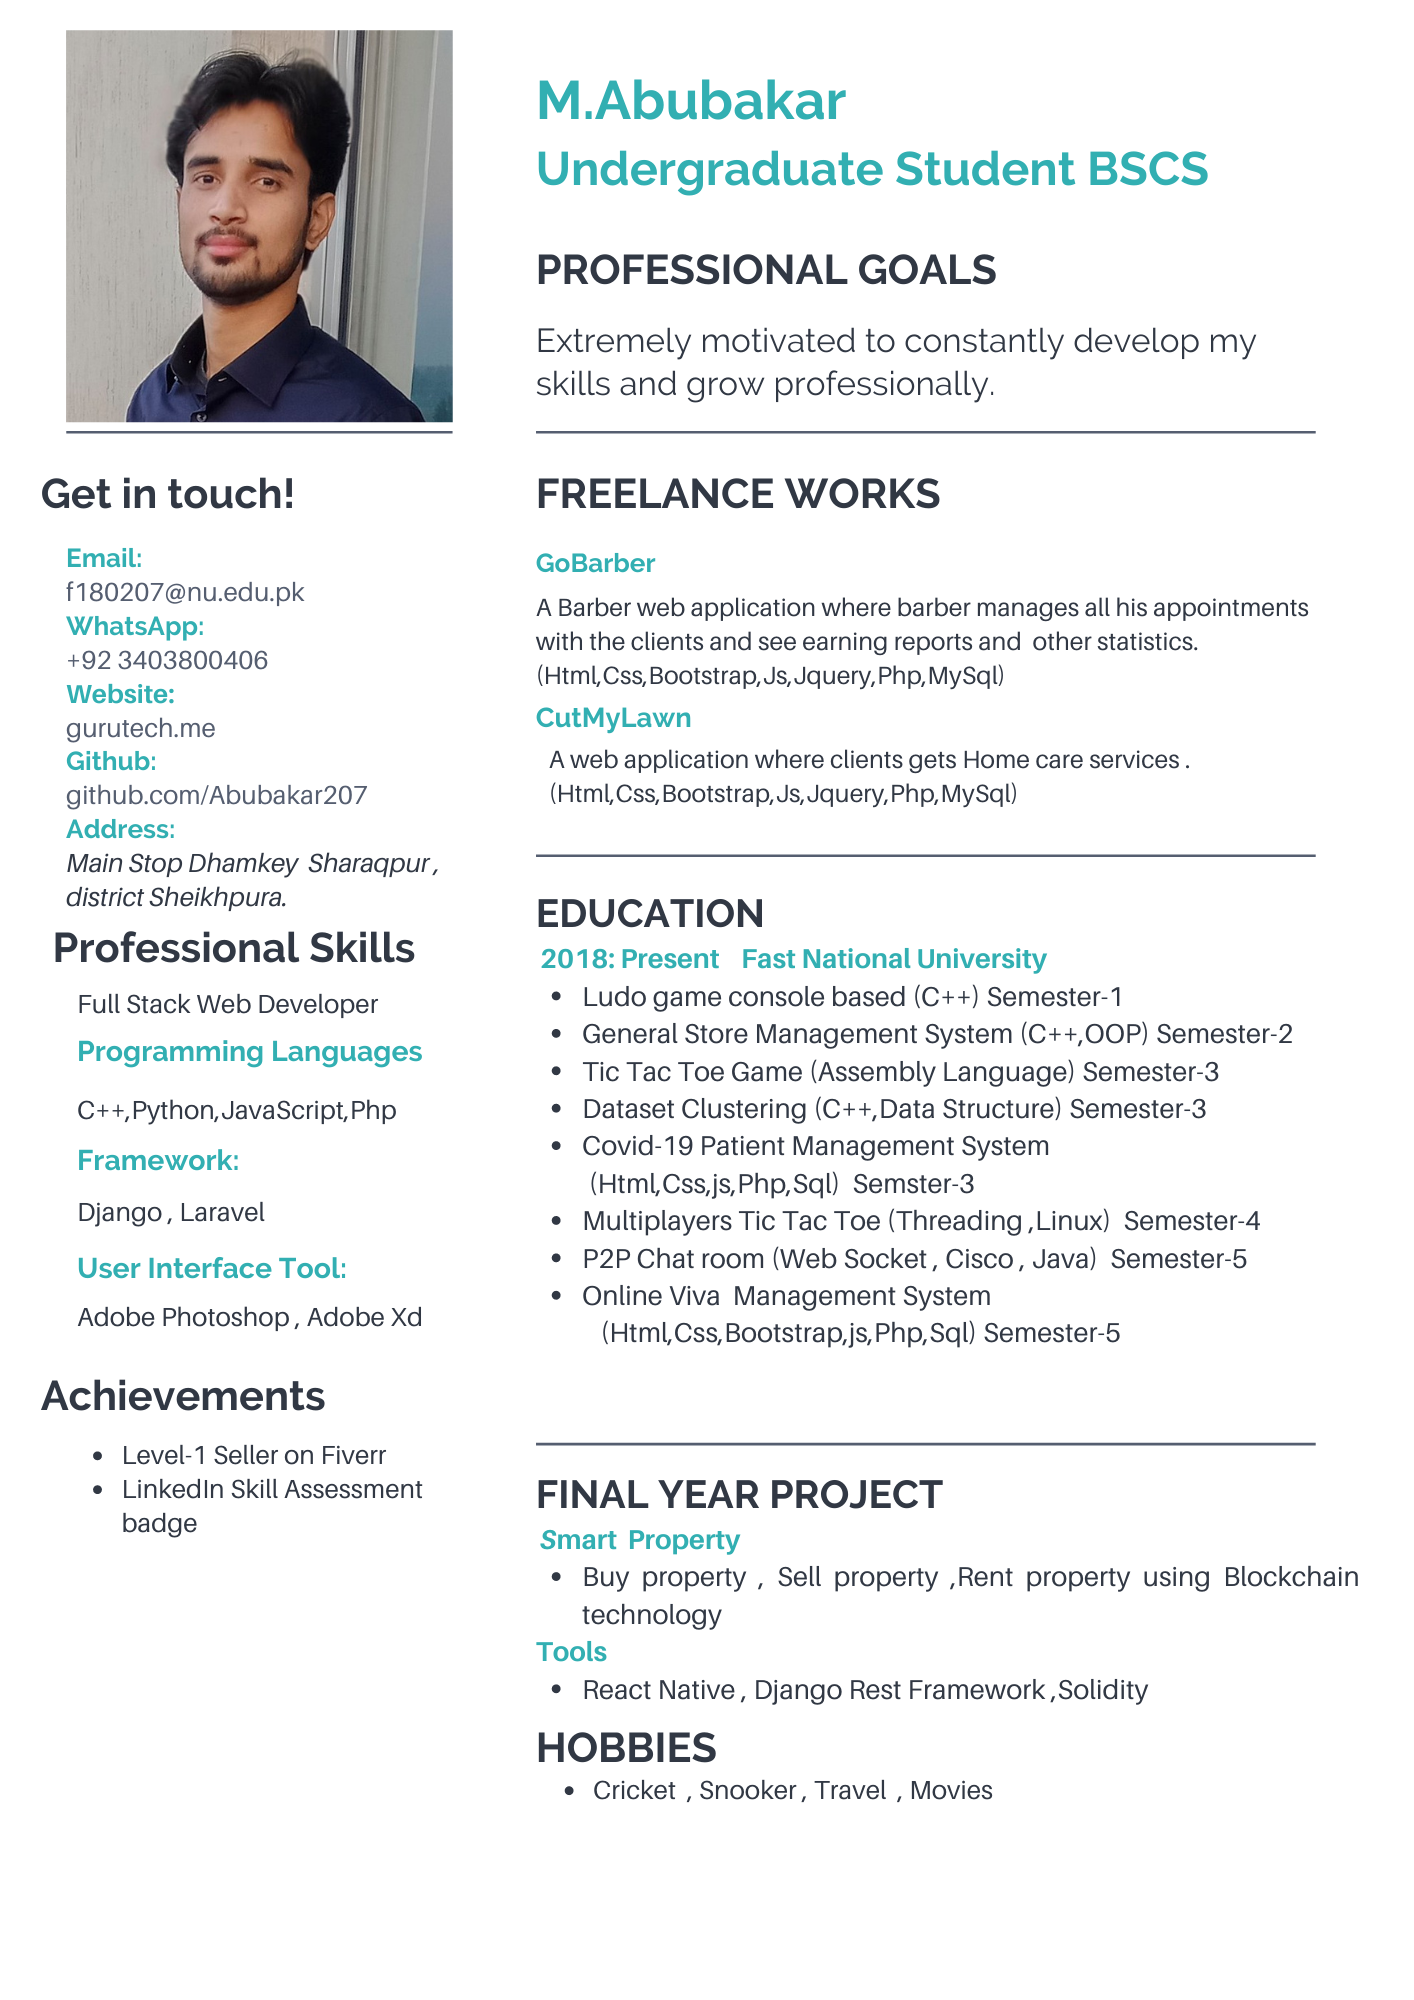 M.Abubakar
Undergraduate Student BSCS
PROFESSIONAL GOALS
Extremely motivated to constantly develop my
skills and grow professionally.
Get in touch!
Email:
f180207@nu.edu.pk
WhatsApp:
+92 3403800406
Website:
gurutech.me
Github:
github.com/Abubakar207
Address:
Main Stop Dhamkey Sharaqpur ,
district Sheikhpura.
Professional Skills
Full Stack Web Developer
Programming Languages
C++,Python,JavaScript,Php
Framework:
Django , Laravel
User Interface Tool:
Adobe Photoshop , Adobe Xd
Achievements
• Level-1 Seller on Fiverr
• LinkedIn Skill Assessment
badge
FREELANCE WORKS
GoBarber
A Barber web application where barber manages all his appointments
with the clients and see earning reports and other statistics.
(Html,Css,Bootstrap,Js,Jquery,Php,MySql)
CutMyLawn
A web application where clients gets Home care services .
(Html,Css,Bootstrap,Js,Jquery,Php,MySql)
EDUCATION
2018: Present Fast National University
• Ludo game console based (C++) Semester-1
• General Store Management System (C++,OOP) Semester-2
• Tic Tac Toe Game (Assembly Language) Semester-3
• Dataset Clustering (C++,Data Structure) Semester-3
• Covid-19 Patient Management System
(Html,Css,js,Php,Sql) Semster-3
• Multiplayers Tic Tac Toe (Threading ,Linux) Semester-4
• P2P Chat room (Web Socket , Cisco , Java) Semester-5
• Online Viva Management System
(Html,Css,Bootstrap,js,Php,Sql) Semester-5
FINAL YEAR PROJECT
Smart Property
• Buy property , Sell property ,Rent property using Blockchain
technology
Tools
• React Native , Django Rest Framework ,Solidity
HOBBIES
• Cricket , Snooker , Travel , Movies